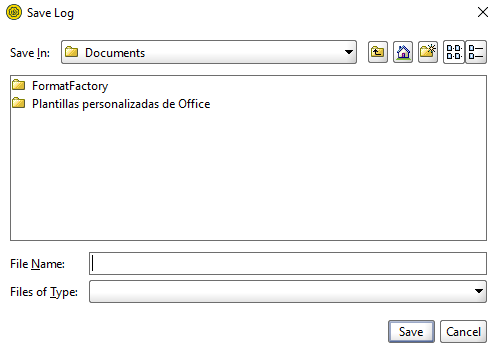 Save Log
Save In: Documents
FormatFactory
Plantillas personalizadas de Office
File Name:
Files of Type:
Save Cancel